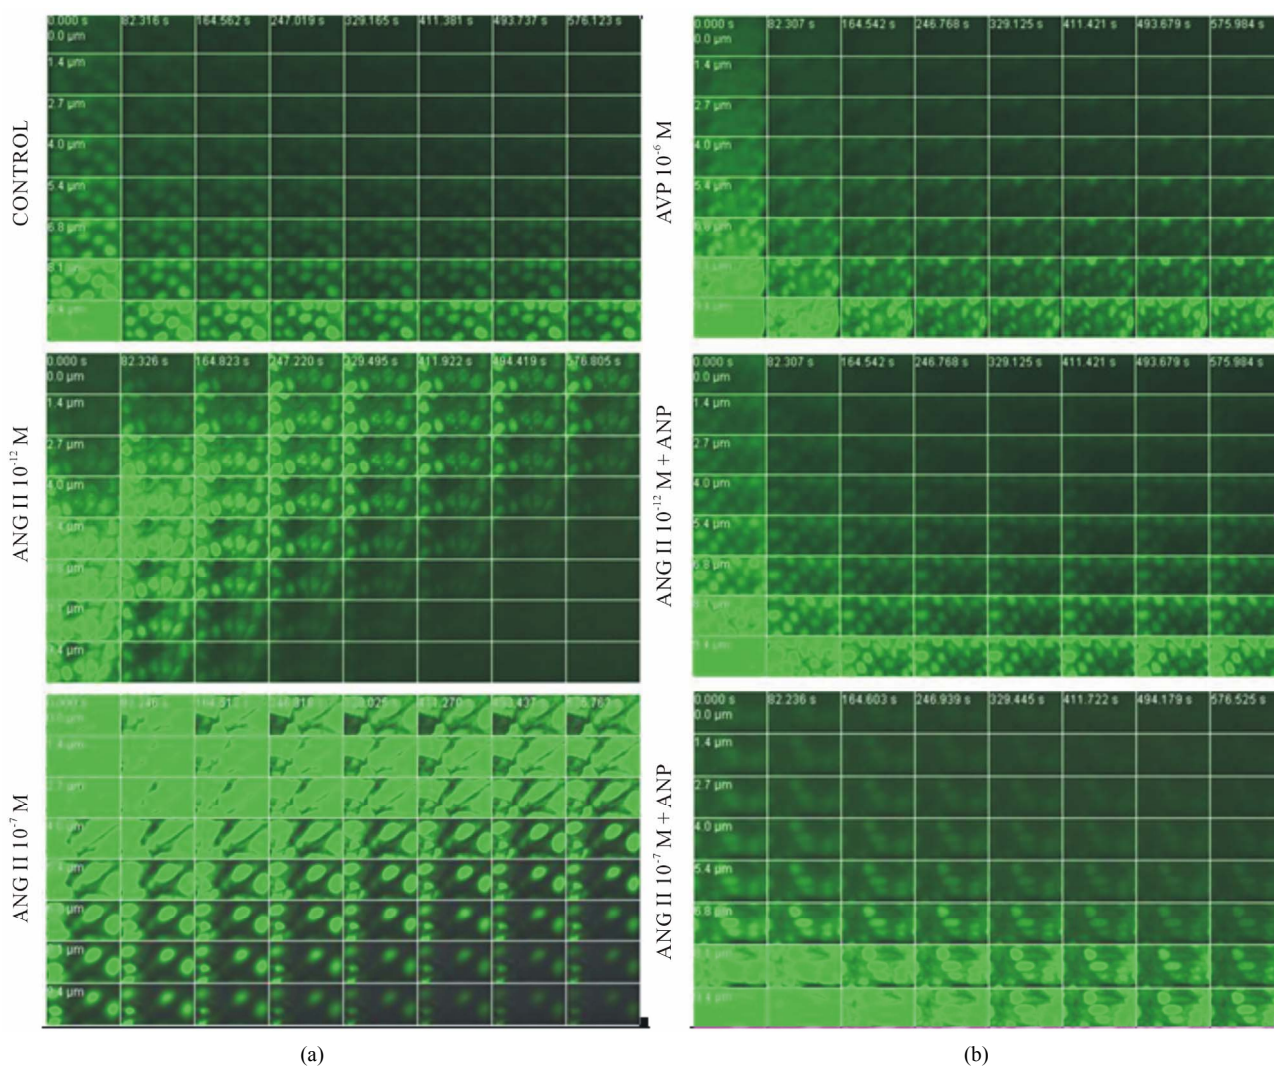 CONTROL
0.000 s 82.316 s 164.562 s 247.019 s 329.165 s 411.381 s 493.737 s 576.123 s
0.0 µm
1.4 µm
2.7 µm
4.0 µm
5.4 µm
6.8 µm
8.1
ANG II 10⁻¹² M
0.000 s 82.326 s 164.823 s 247.220 s 329.495 s 411.922 s 494.419 s 576.805 s
0.0 µm
1.4 µm
2.7 µm
4.0 µm
ANG II 10⁻⁷ M
(a)
AVP 10⁻⁶ M
0.000 s 82.307 s 164.542 s 246.768 s 329.125 s 411.421 s 493.679 s 575.984 s
0.0 µm
1.4 µm
2.7 µm
4.0 µm
5.4 µm
ANG II 10⁻¹² M + ANP
0.000 s 82.307 s 164.542 s 246.768 s 329.125 s 411.421 s 493.679 s 575.984 s
0.0 µm
1.4 µm
2.7 µm
4.0 µm
5.4 µm
6.8 µm
ANG II 10⁻⁷ M + ANP
0.000 s 82.236 s 164.603 s 246.939 s 329.445 s 411.722 s 494.179 s 576.525 s
0.0 µm
1.4 µm
2.7 µm
4.0 µm
5.4 µm
6.8 µm
(b)